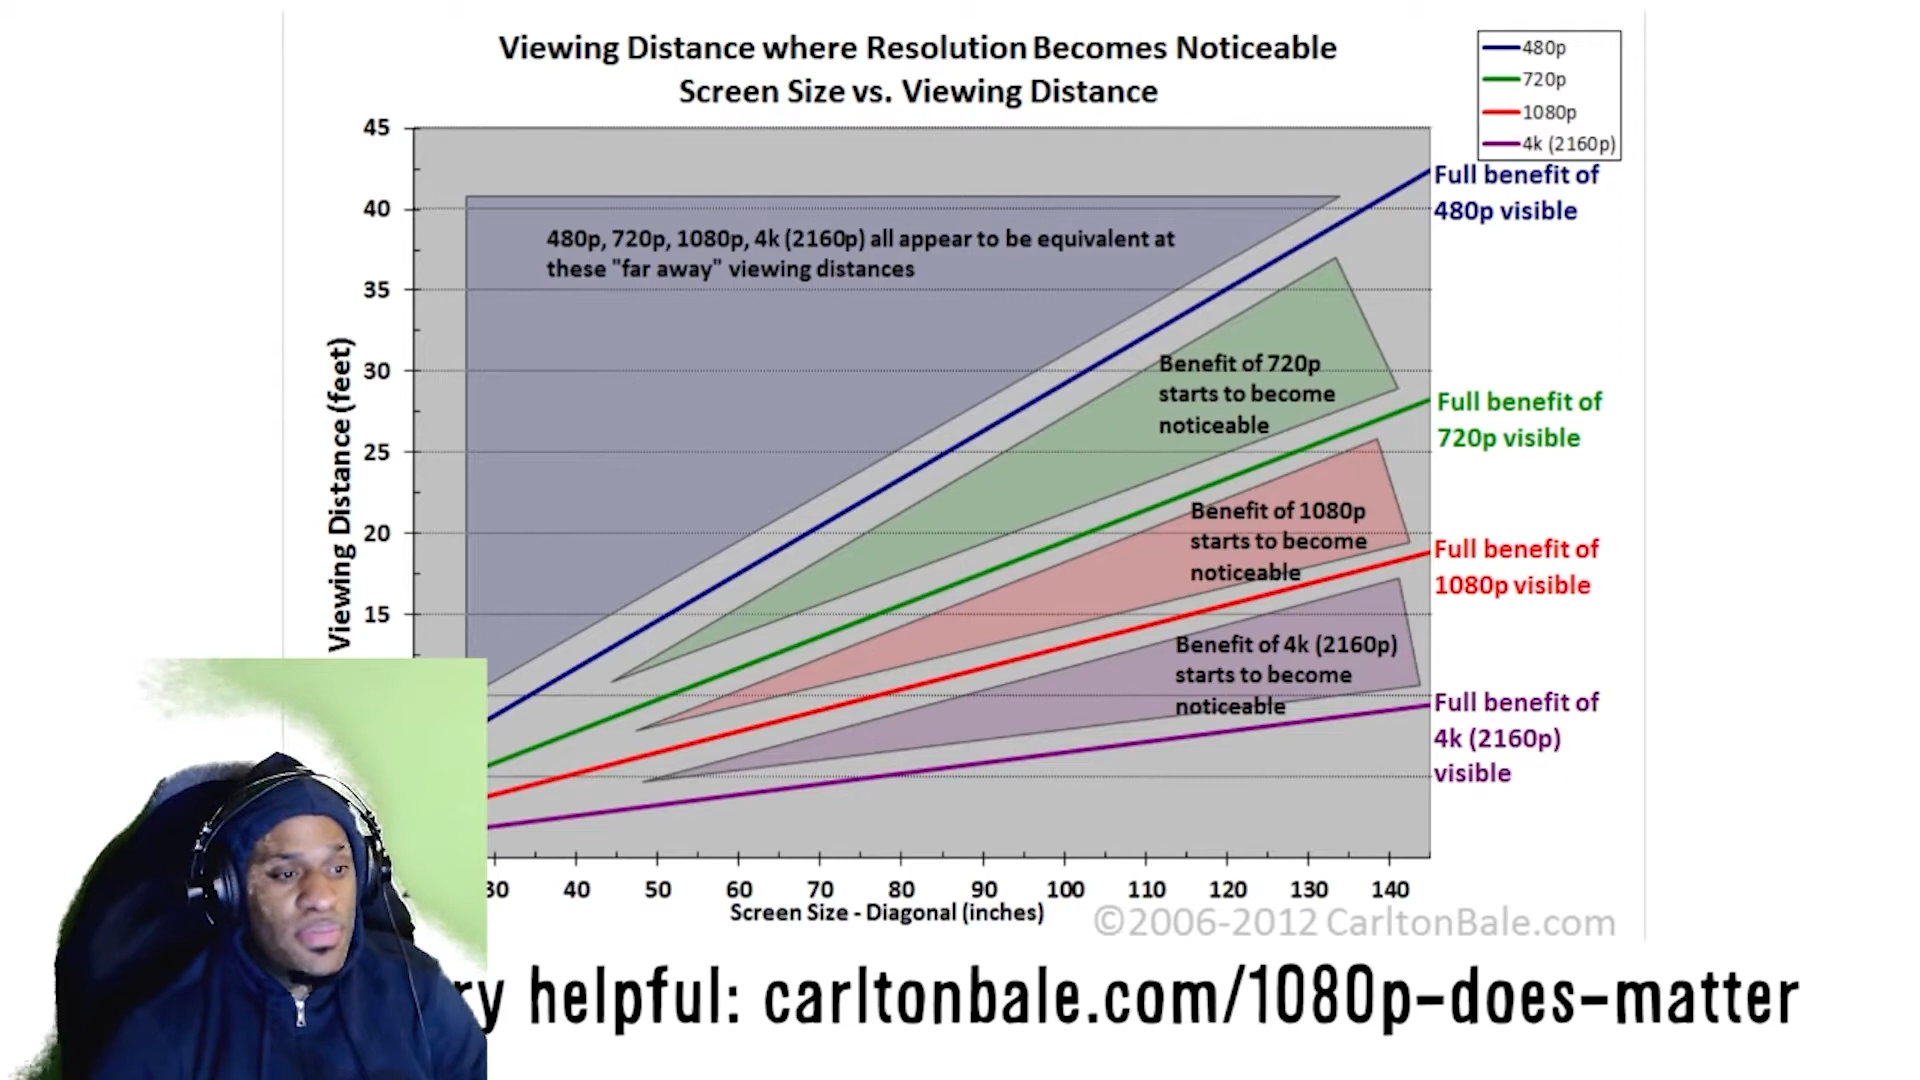 Viewing Distance where Resolution Becomes Noticeable
Screen Size vs. Viewing Distance
480p
720p
1080p
4k (2160p)
45
40
35
30
25
20
15
Viewing Distance (feet)
480p, 720p, 1080p, 4k (2160p) all appear to be equivalent at
these "far away" viewing distances
Full benefit of
480p visible
Benefit of 720p
starts to become
noticeable
Full benefit of
720p visible
Benefit of 1080p
starts to become
noticeable
Full benefit of
1080p visible
Benefit of 4k (2160p)
starts to become
noticeable
Full benefit of
4k (2160p)
visible
30 40 50 60 70 80 90 100 110 120 130 140
Screen Size - Diagonal (inches)
©2006-2012 CarltonBale.com
ry helpful: carltonbale.com/1080p-does-matter